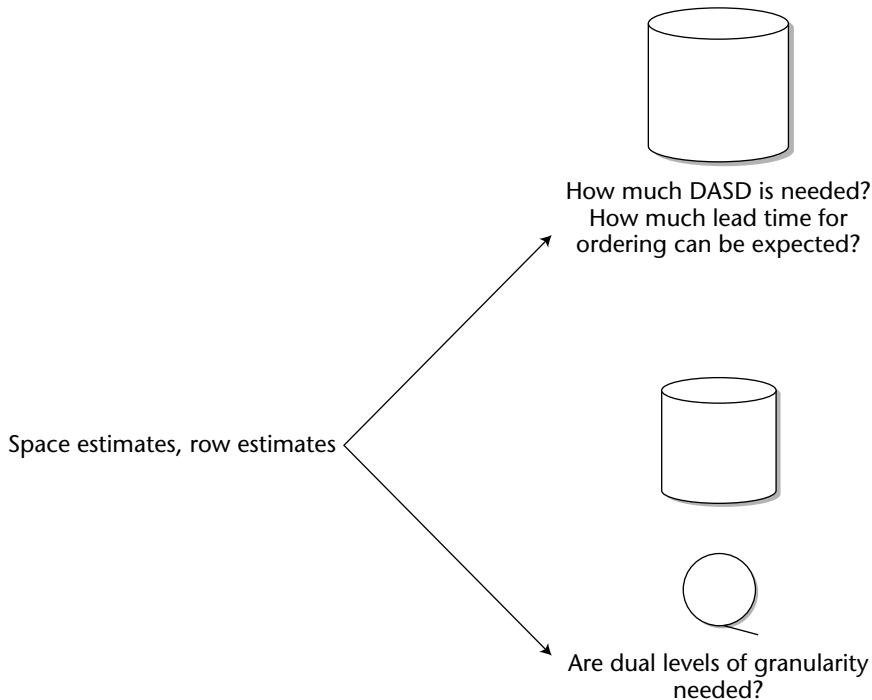 How much DASD is needed?
How much lead time for
ordering can be expected?
Space estimates, row estimates
Are dual levels of granularity
needed?